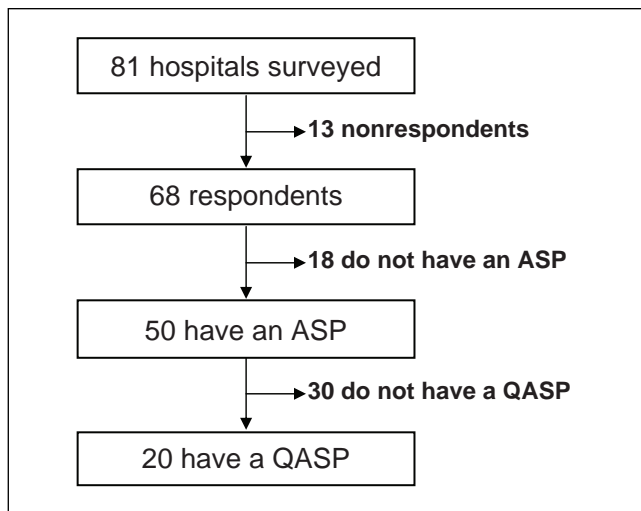 81 hospitals surveyed
13 nonrespondents
68 respondents
18 do not have an ASP
50 have an ASP
30 do not have a QASP
20 have a QASP